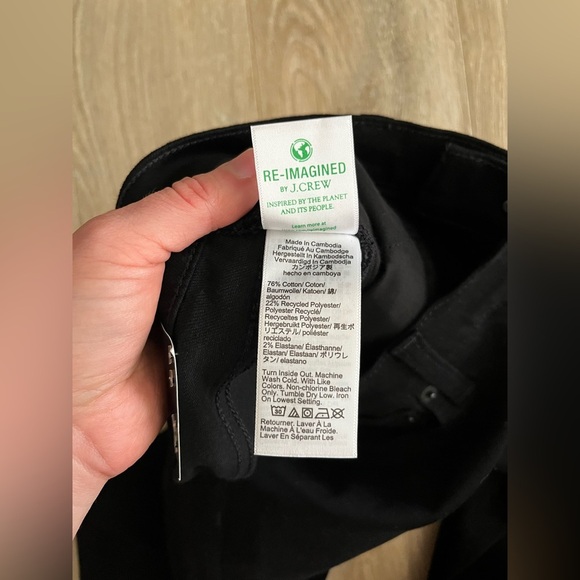 RE-IMAGINED
BY J.CREW
INSPIRED BY THE PLANET
AND ITS PEOPLE.
Learn more at
Made In Cambodia
Fabriqué Au Cambodge
Hergestellt In Kambodscha
Vervaardigd In Cambodja
カンボジア製
hecho en camboya
76% Cotton/ Coton/
Baumwolle/ Katoen/ 綿/
algodón
22% Recycled Polyester/
Polyester Recyclé/
Recyceltes Polyester/
Hergebruikt Polyester/ 再生ポ
リエステル/ poliéster
reciclado
2% Elastane/ Élasthanne/
Elastan/ Elastaan/ ポリウレ
タン/ elastano
Turn Inside Out. Machine
Wash Cold. With Like
Colors. Non-chlorine Bleach
Only. Tumble Dry Low. Iron
On Lowest Setting.
30
Retourner. Laver À La
Machine À L'eau Froide.
Laver En Séparant Les